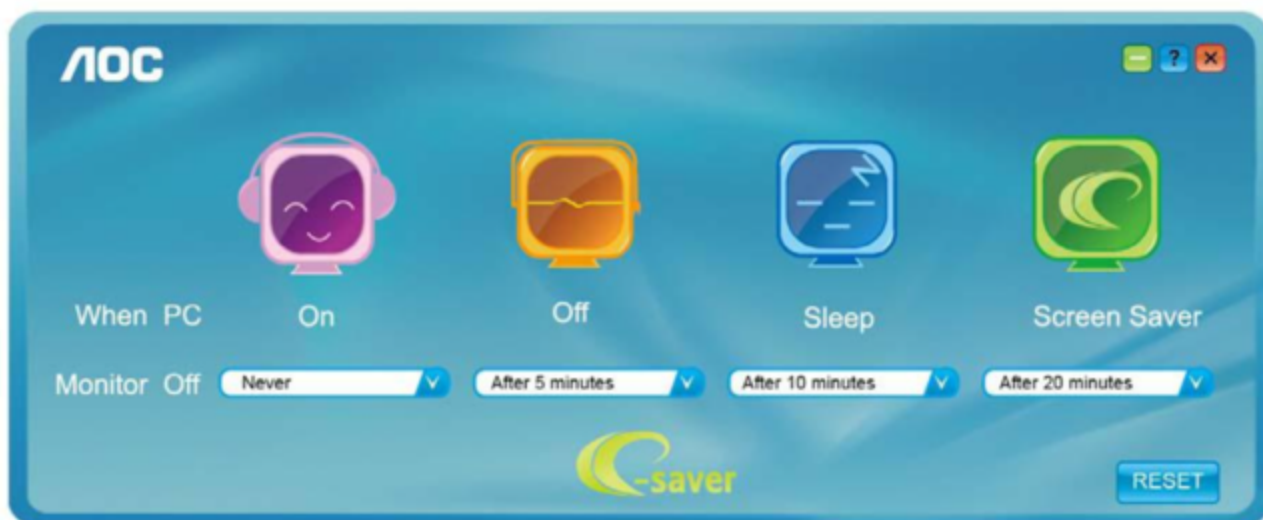 AOC
?
When PC On Off Sleep Screen Saver
Monitor Off Never After 5 minutes After 10 minutes After 20 minutes
e-saver
RESET